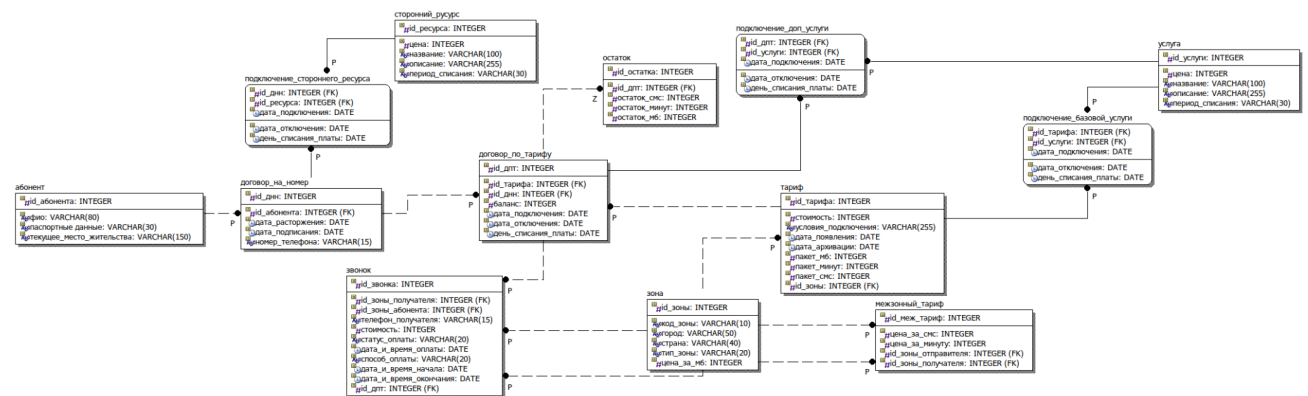 сторонний_русурс
id_ресурса: INTEGER
цена: INTEGER
название: VARCHAR(100)
описание: VARCHAR(255)
период_списания: VARCHAR(30)
P
подключение_стороннего_ресурса
id_днн: INTEGER (FK)
id_ресурса: INTEGER (FK)
дата_подключения: DATE
дата_отключения: DATE
день_списания_платы: DATE
P
остаток
id_остатка: INTEGER
id_дпт: INTEGER (FK)
остаток_смс: INTEGER
остаток_минут: INTEGER
остаток_мб: INTEGER
Z
подключение_доп_услуги
id_дпт: INTEGER (FK)
id_услуги: INTEGER (FK)
дата_подключения: DATE
дата_отключения: DATE
день_списания_платы: DATE
P
P
услуга
id_услуги: INTEGER
цена: INTEGER
название: VARCHAR(100)
описание: VARCHAR(255)
период_списания: VARCHAR(30)
P
подключение_базовой_услуги
id_тарифа: INTEGER (FK)
id_услуги: INTEGER (FK)
дата_подключения: DATE
дата_отключения: DATE
день_списания_платы: DATE
P
абонент
id_абонента: INTEGER
фио: VARCHAR(80)
паспортные данные: VARCHAR(30)
текущее_место_жительства: VARCHAR(150)
P
договор_на_номер
id_днн: INTEGER
id_абонента: INTEGER (FK)
дата_расторжения: DATE
дата_подписания: DATE
номер_телефона: VARCHAR(15)
P
договор_по_тарифу
id_дпт: INTEGER
id_тарифа: INTEGER (FK)
id_днн: INTEGER (FK)
баланс: INTEGER
дата_подключения: DATE
дата_отключения: DATE
день_списания_платы: DATE
P
тариф
id_тарифа: INTEGER
стоимость: INTEGER
условия_подключения: VARCHAR(255)
дата_появления: DATE
дата_архивации: DATE
пакет_мб: INTEGER
пакет_минут: INTEGER
пакет_смс: INTEGER
id_зоны: INTEGER (FK)
P
звонок
id_звонка: INTEGER
id_зоны_получателя: INTEGER (FK)
id_зоны_абонента: INTEGER (FK)
телефон_получателя: VARCHAR(15)
стоимость: INTEGER
статус_оплаты: VARCHAR(20)
дата_и_время_оплаты: DATE
способ_оплаты: VARCHAR(20)
дата_и_время_начала: DATE
дата_и_время_окончания: DATE
id_дпт: INTEGER (FK)
P
P
P
зона
id_зоны: INTEGER
код_зоны: VARCHAR(10)
город: VARCHAR(50)
страна: VARCHAR(40)
тип_зоны: VARCHAR(20)
цена_за_мб: INTEGER
межзонный_тариф
id_меж_тариф: INTEGER
цена_за_смс: INTEGER
цена_за_минуту: INTEGER
id_зоны_отправителя: INTEGER (FK)
id_зоны_получателя: INTEGER (FK)
P
P